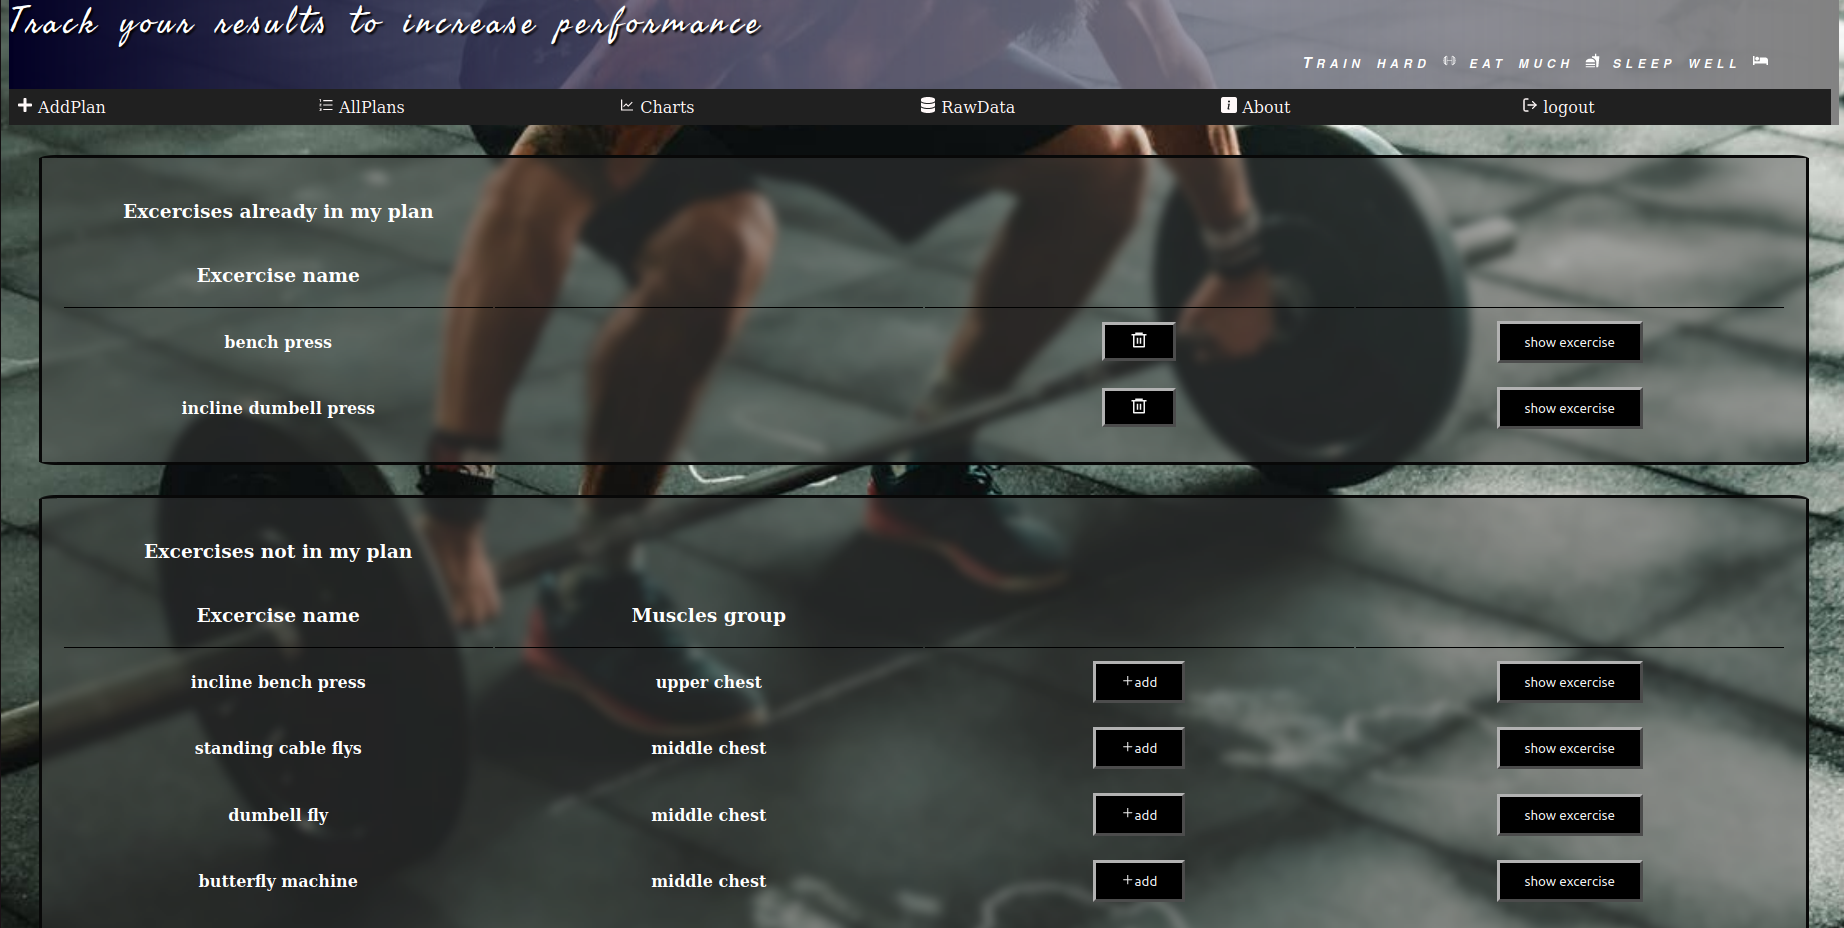 Track your results to increase performance
Train hard eat much sleep well
AddPlan AllPlans Charts RawData About logout
Excercises already in my plan
Excercise name
bench press show excercise
incline dumbell press show excercise
Excercises not in my plan
Excercise name Muscles group
incline bench press upper chest +add show excercise
standing cable flys middle chest +add show excercise
dumbell fly middle chest +add show excercise
butterfly machine middle chest +add show excercise